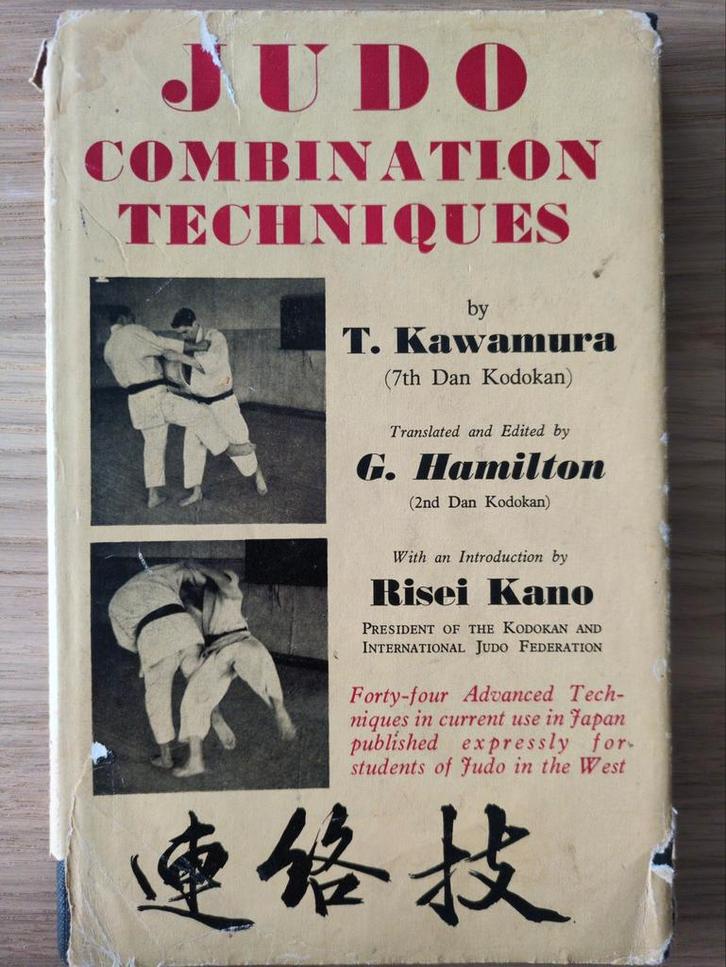 JUDO
COMBINATION
TECHNIQUES
by
T. Kawamura
(7th Dan Kodokan)
Translated and Edited by
G. Hamilton
(2nd Dan Kodokan)
With an Introduction by
Risei Kano
PRESIDENT OF THE KODOKAN AND
INTERNATIONAL JUDO FEDERATION
Forty-four Advanced Tech-
niques in current use in Japan
published expressly for
students of Judo in the West
連絡技